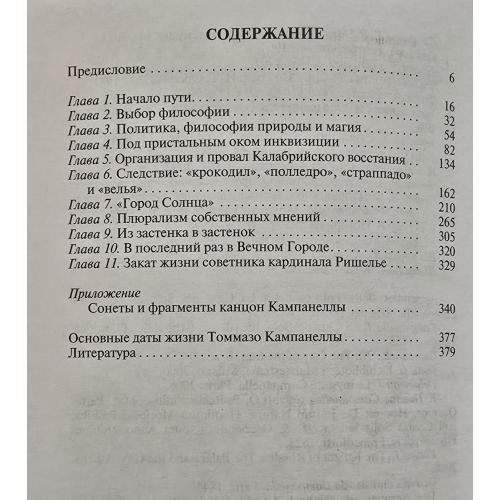 СОДЕРЖАНИЕ
Предисловие 6
Глава 1. Начало пути 16
Глава 2. Выбор философии 32
Глава 3. Политика, философия природы и магия 54
Глава 4. Под пристальным оком инквизиции 82
Глава 5. Организация и провал Калабрийского восстания 134
Глава 6. Следствие: «крокодил», «полледро», «страппадо»
и «велья» 162
Глава 7. «Город Солнца» 210
Глава 8. Плюрализм собственных мнений 265
Глава 9. Из застенка в застенок 305
Глава 10. В последний раз в Вечном Городе 320
Глава 11. Закат жизни советника кардинала Ришелье 329
Приложение
Сонеты и фрагменты канцон Кампанеллы 340
Основные даты жизни Томмазо Кампанеллы 377
Литература 379